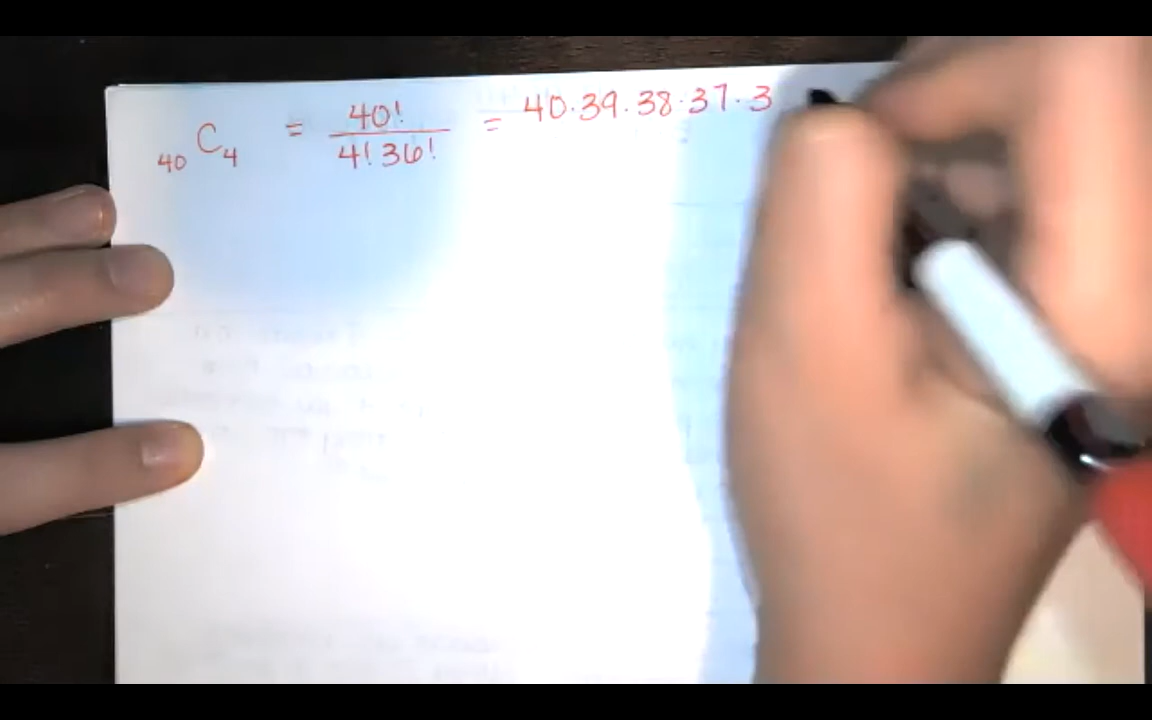 ₄₀C₄ = 40!/4!36! = 40·39·38·37·3